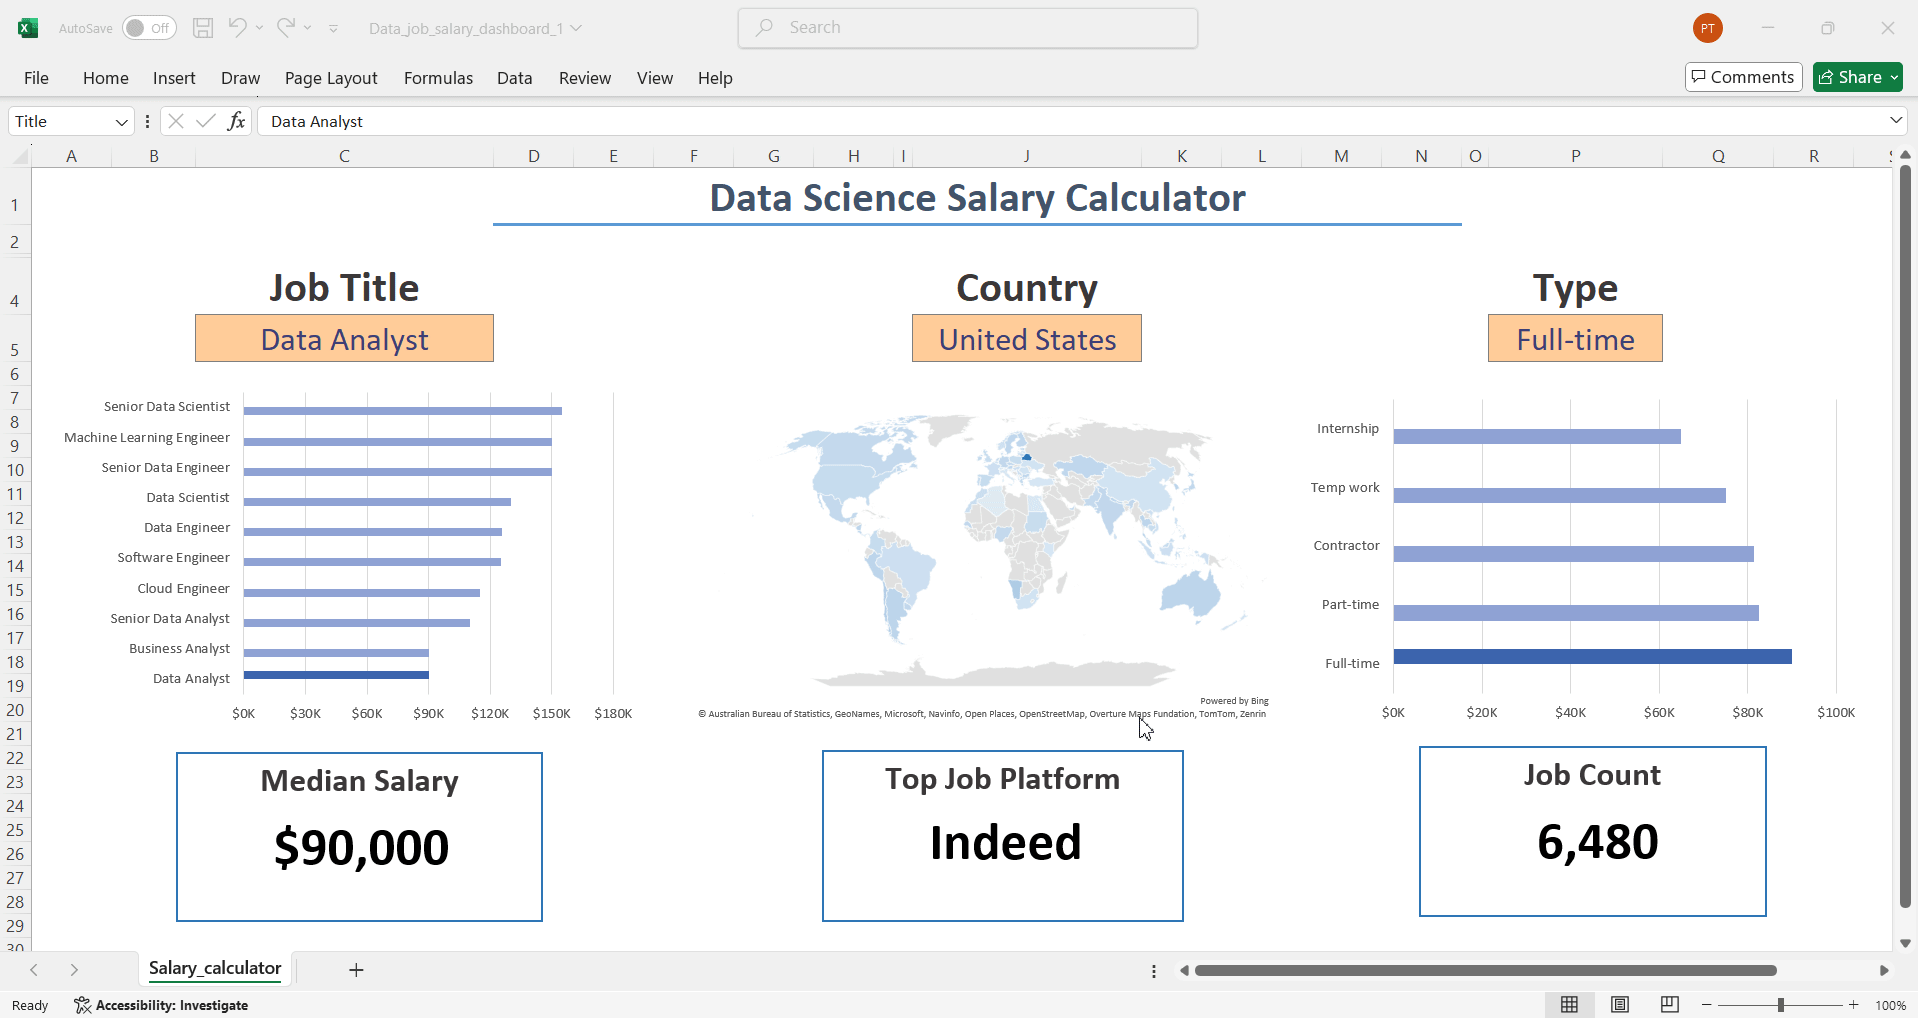 AutoSave Off Data_job_salary_dashboard_1 Search PT
File Home Insert Draw Page Layout Formulas Data Review View Help Comments Share
Title fx Data Analyst
A B C D E F G H I J K L M N O P Q R
1
2
4
5
6
7
8
9
10
11
12
13
14
15
16
17
18
19
20
21
22
23
24
25
26
27
28
29
30
Data Science Salary Calculator
Job Title
Data Analyst
Country
United States
Type
Full-time
Senior Data Scientist
Machine Learning Engineer
Senior Data Engineer
Data Scientist
Data Engineer
Software Engineer
Cloud Engineer
Senior Data Analyst
Business Analyst
Data Analyst
$0K $30K $60K $90K $120K $150K $180K
Powered by Bing
© Australian Bureau of Statistics, GeoNames, Microsoft, Navinfo, Open Places, OpenStreetMap, Overture Maps Fundation, TomTom, Zenrin
Internship
Temp work
Contractor
Part-time
Full-time
$0K $20K $40K $60K $80K $100K
Median Salary
$90,000
Top Job Platform
Indeed
Job Count
6,480
Salary_calculator
Ready Accessibility: Investigate 100%